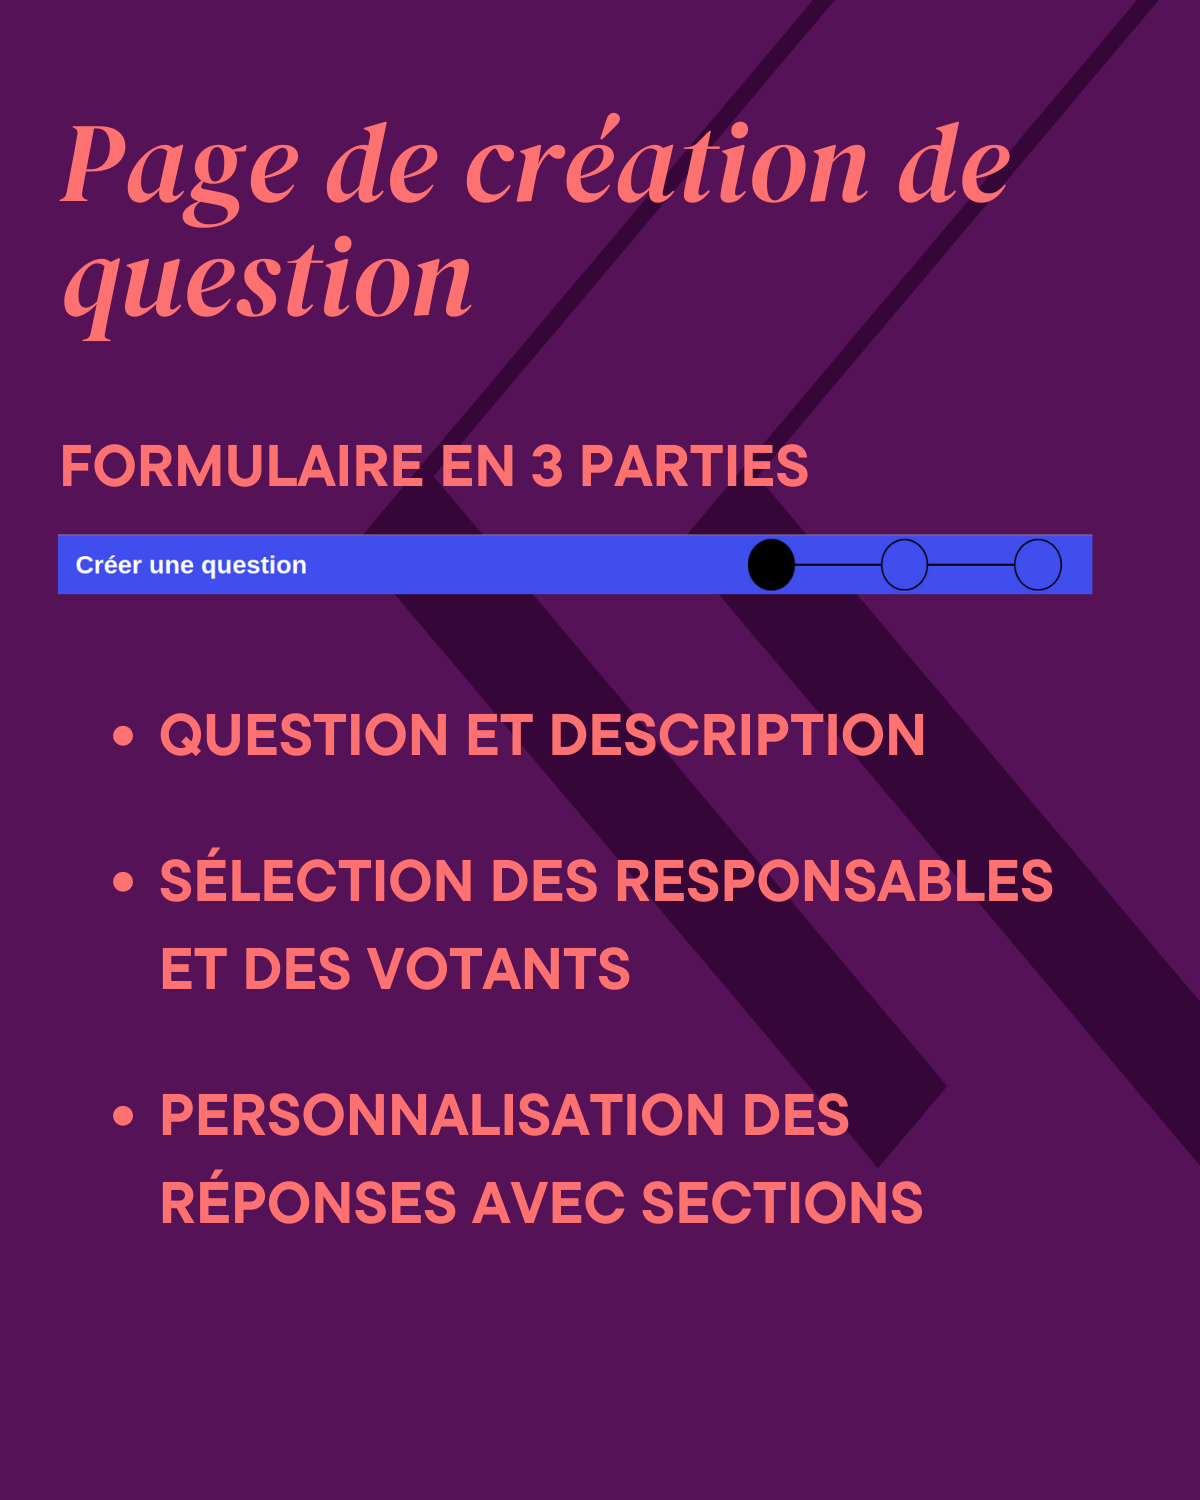 Page de création de
question
FORMULAIRE EN 3 PARTIES
Créer une question
• QUESTION ET DESCRIPTION
• SÉLECTION DES RESPONSABLES
ET DES VOTANTS
• PERSONNALISATION DES
RÉPONSES AVEC SECTIONS